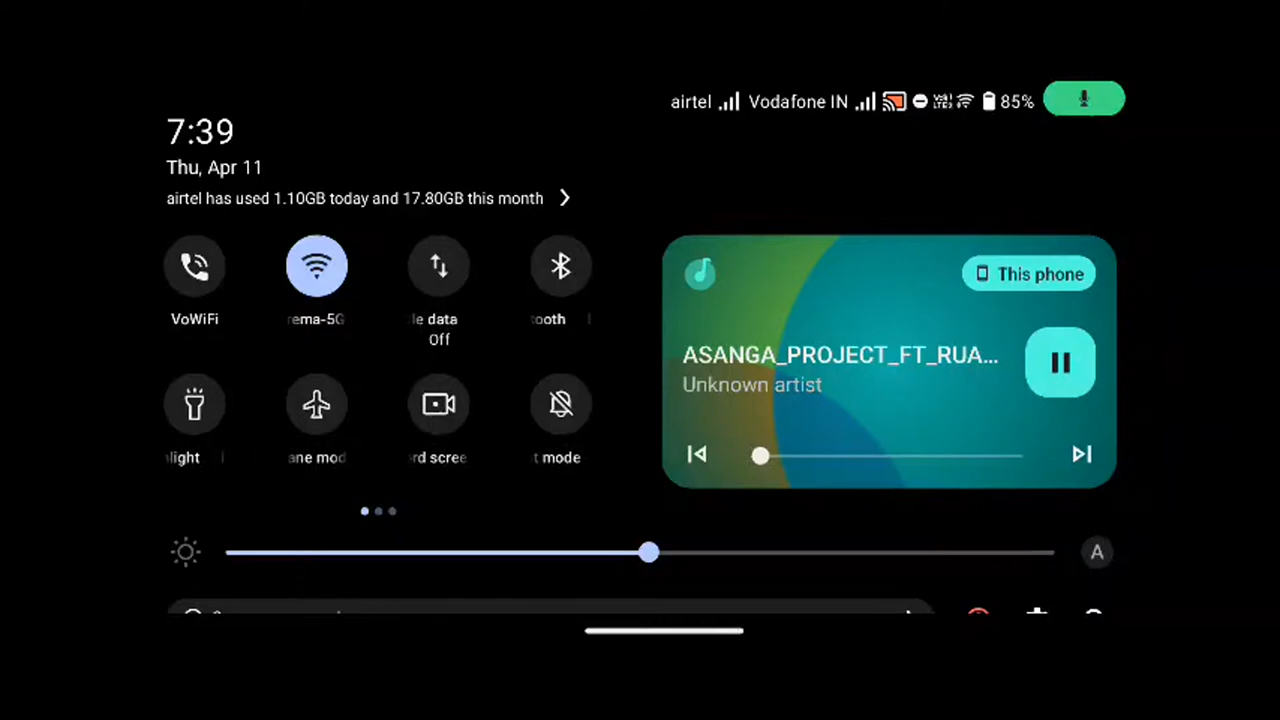 airtel Vodafone IN 85%
7:39
Thu, Apr 11
airtel has used 1.10GB today and 17.80GB this month
This phone
ASANGA_PROJECT_FT_RUA...
Unknown artist
VoWiFi rema-5G le data tooth
Off
light ane mod rd scree t mode
A